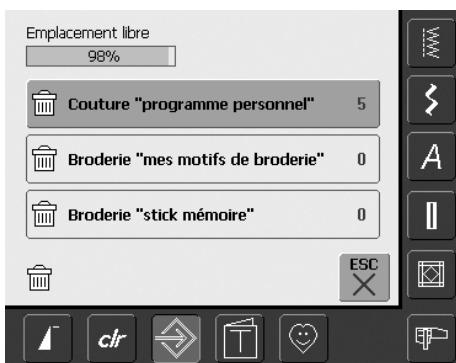 Emplacement libre
98%
Couture "programme personnel" 5
Broderie "mes motifs de broderie" 0
Broderie "stick mémoire" 0
ESC
A
clr